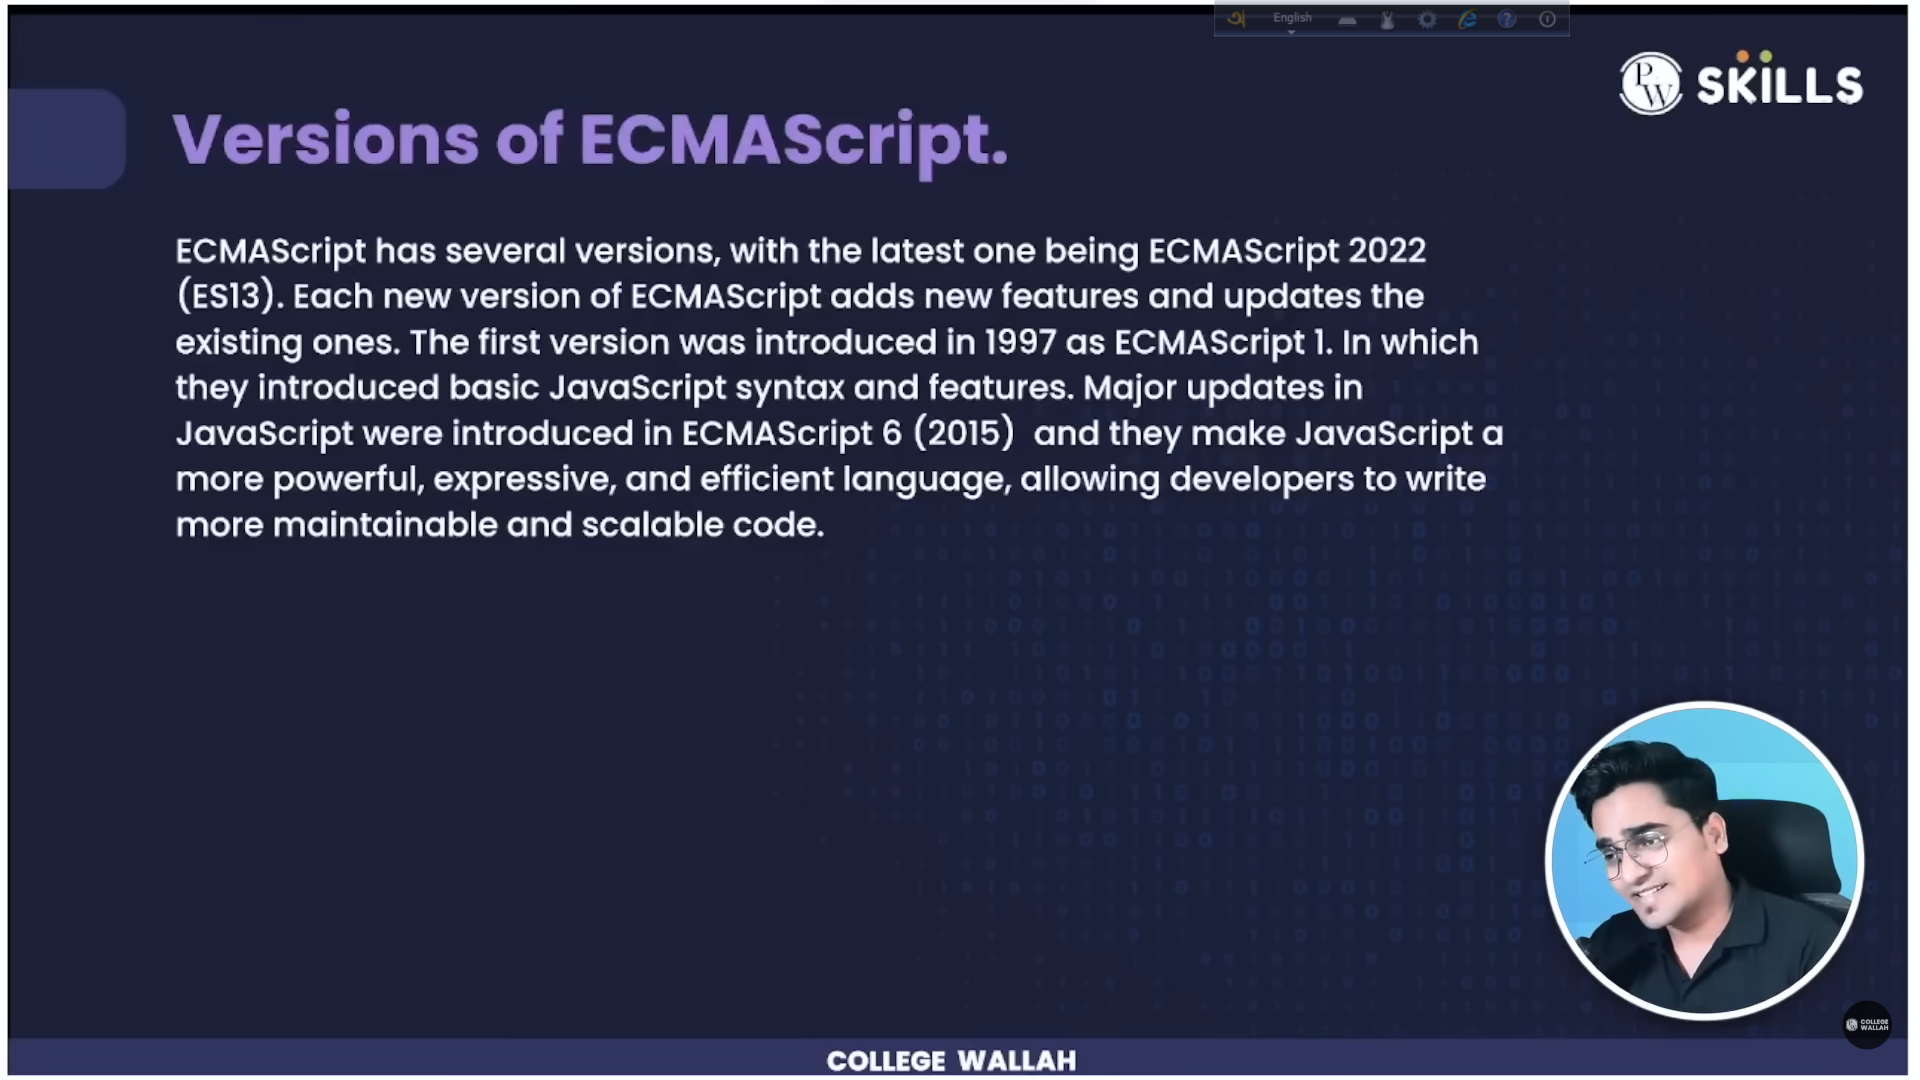 English
PW SKILLS
Versions of ECMAScript.
ECMAScript has several versions, with the latest one being ECMAScript 2022
(ES13). Each new version of ECMAScript adds new features and updates the
existing ones. The first version was introduced in 1997 as ECMAScript 1. In which
they introduced basic JavaScript syntax and features. Major updates in
JavaScript were introduced in ECMAScript 6 (2015)  and they make JavaScript a
more powerful, expressive, and efficient language, allowing developers to write
more maintainable and scalable code.
COLLEGE
WALLAH
COLLEGE WALLAH